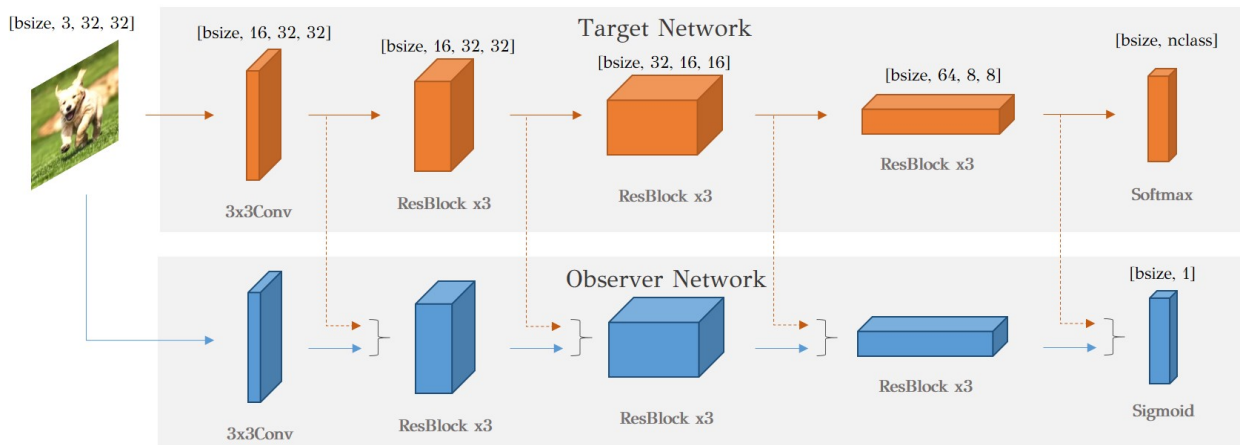 [bsize, 3, 32, 32]
Target Network
[bsize, 16, 32, 32]
[bsize, 16, 32, 32]
[bsize, 32, 16, 16]
[bsize, 64, 8, 8]
[bsize, nclass]
3x3Conv
ResBlock x3
ResBlock x3
ResBlock x3
Softmax
Observer Network
[bsize, 1]
3x3Conv
ResBlock x3
ResBlock x3
ResBlock x3
Sigmoid